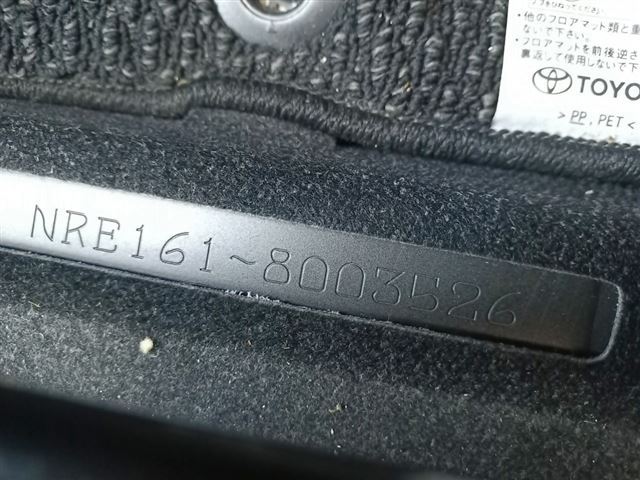 ・他のフロアマット類と重
ないで下さい。
・フロアマットを前後逆さ
裏返して使用しないで下
TOYO
>PP, PET<
NRE161-8003526